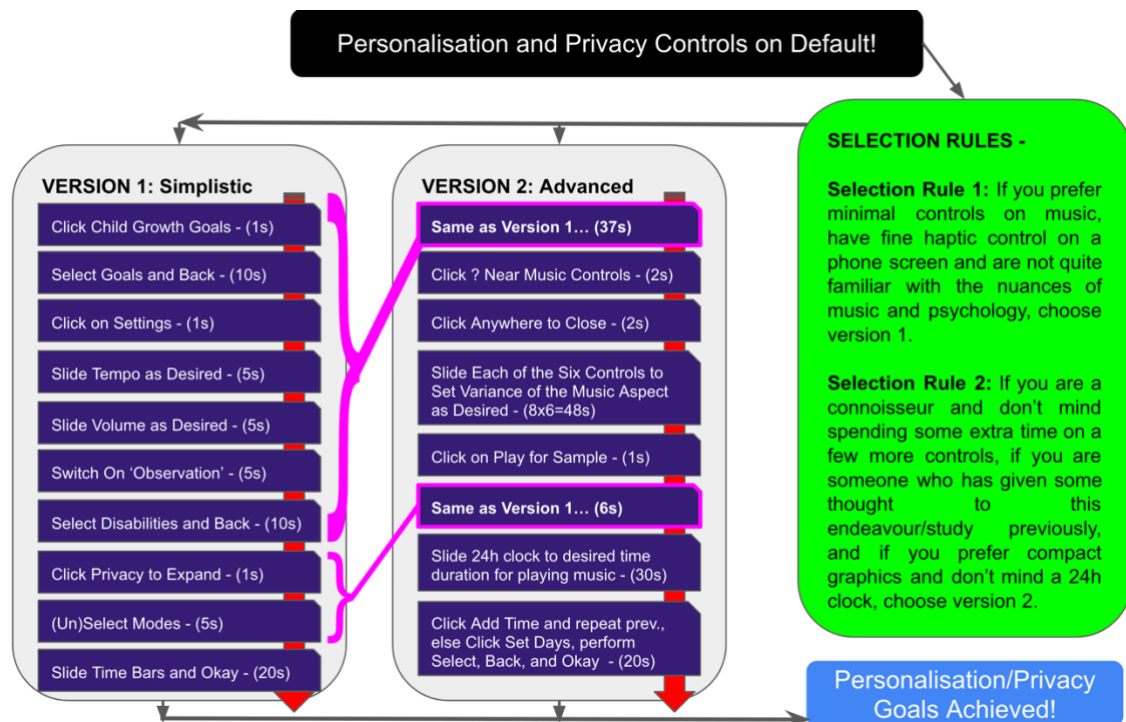 Personalisation and Privacy Controls on Default!
VERSION 1: Simplistic
Click Child Growth Goals - (1s)
Select Goals and Back - (10s)
Click on Settings - (1s)
Slide Tempo as Desired - (5s)
Slide Volume as Desired - (5s)
Switch On ‘Observation’ - (5s)
Select Disabilities and Back - (10s)
Click Privacy to Expand - (1s)
(Un)Select Modes - (5s)
Slide Time Bars and Okay - (20s)
VERSION 2: Advanced
Same as Version 1... (37s)
Click ? Near Music Controls - (2s)
Click Anywhere to Close - (2s)
Slide Each of the Six Controls to
Set Variance of the Music Aspect
as Desired - (8x6=48s)
Click on Play for Sample - (1s)
Same as Version 1... (6s)
Slide 24h clock to desired time
duration for playing music - (30s)
Click Add Time and repeat prev.,
else Click Set Days, perform
Select, Back, and Okay - (20s)
SELECTION RULES -
Selection Rule 1: If you prefer
minimal controls on music,
have fine haptic control on a
phone screen and are not quite
familiar with the nuances of
music and psychology, choose
version 1.
Selection Rule 2: If you are a
connoisseur and don’t mind
spending some extra time on a
few more controls, if you are
someone who has given some
thought to this
endeavour/study previously,
and if you prefer compact
graphics and don’t mind a 24h
clock, choose version 2.
Personalisation/Privacy
Goals Achieved!